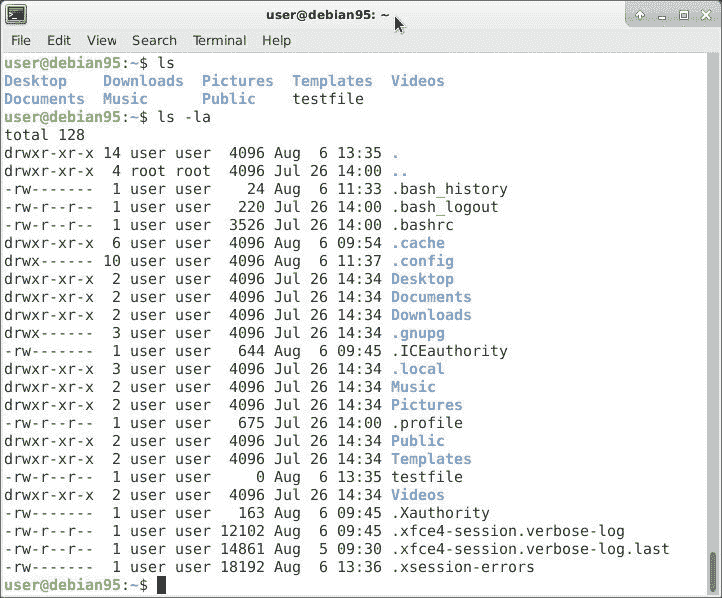 user@debian95: ~
File Edit View Search Terminal Help
user@debian95:~$ ls
Desktop    Downloads  Pictures  Templates  Videos
Documents  Music      Public    testfile
user@debian95:~$ ls -la
total 128
drwxr-xr-x 14 user user  4096 Aug  6 13:35 .
drwxr-xr-x  4 root root  4096 Jul 26 14:00 ..
-rw-------  1 user user    24 Aug  6 11:33 .bash_history
-rw-r--r--  1 user user   220 Jul 26 14:00 .bash_logout
-rw-r--r--  1 user user  3526 Jul 26 14:00 .bashrc
drwxr-xr-x  6 user user  4096 Aug  6 09:54 .cache
drwx------ 10 user user  4096 Aug  6 11:37 .config
drwxr-xr-x  2 user user  4096 Jul 26 14:34 Desktop
drwxr-xr-x  2 user user  4096 Jul 26 14:34 Documents
drwxr-xr-x  2 user user  4096 Jul 26 14:34 Downloads
drwx------  3 user user  4096 Jul 26 14:34 .gnupg
-rw-------  1 user user   644 Aug  6 09:45 .ICEauthority
drwxr-xr-x  3 user user  4096 Jul 26 14:34 .local
drwxr-xr-x  2 user user  4096 Jul 26 14:34 Music
drwxr-xr-x  2 user user  4096 Jul 26 14:34 Pictures
-rw-r--r--  1 user user   675 Jul 26 14:00 .profile
drwxr-xr-x  2 user user  4096 Jul 26 14:34 Public
drwxr-xr-x  2 user user  4096 Jul 26 14:34 Templates
-rw-r--r--  1 user user     0 Aug  6 13:35 testfile
drwxr-xr-x  2 user user  4096 Jul 26 14:34 Videos
-rw-------  1 user user   163 Aug  6 09:45 .Xauthority
-rw-r--r--  1 user user 12102 Aug  6 09:45 .xfce4-session.verbose-log
-rw-r--r--  1 user user 14861 Aug  5 09:30 .xfce4-session.verbose-log.last
-rw-------  1 user user 18192 Aug  6 13:36 .xsession-errors
user@debian95:~$